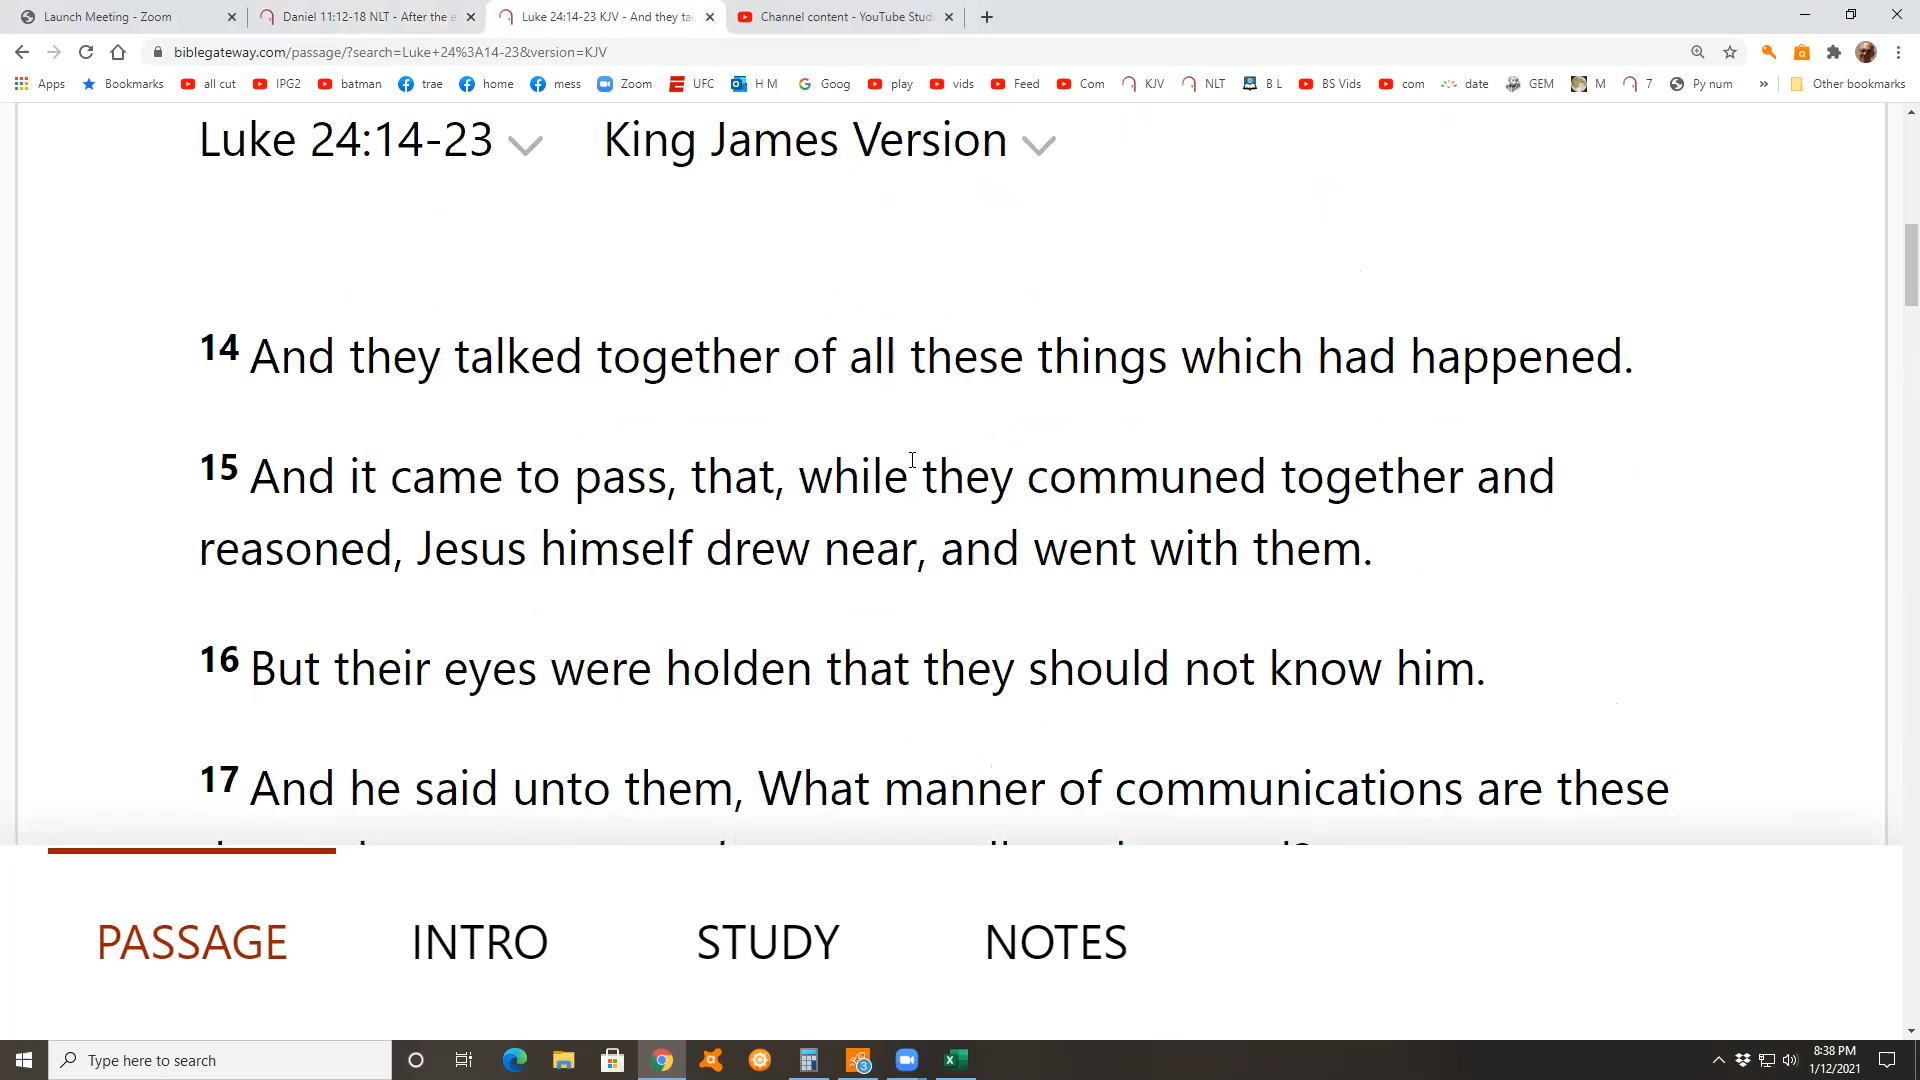 Launch Meeting - Zoom
Daniel 11:12-18 NLT - After the e
Luke 24:14-23 KJV - And they ta
Channel content - YouTube Stud
biblegateway.com/passage/?search=Luke+24%3A14-23&version=KJV
Apps Bookmarks all cut IPG2 batman trae home mess Zoom UFC H M Goog play vids Feed Com KJV NLT B L BS Vids com date GEM M 7 Py num » Other bookmarks
Luke 24:14-23 King James Version
14 And they talked together of all these things which had happened.
15 And it came to pass, that, while they communed together and
reasoned, Jesus himself drew near, and went with them.
16 But their eyes were holden that they should not know him.
17 And he said unto them, What manner of communications are these
PASSAGE INTRO STUDY NOTES
Type here to search
3
8:38 PM
1/12/2021